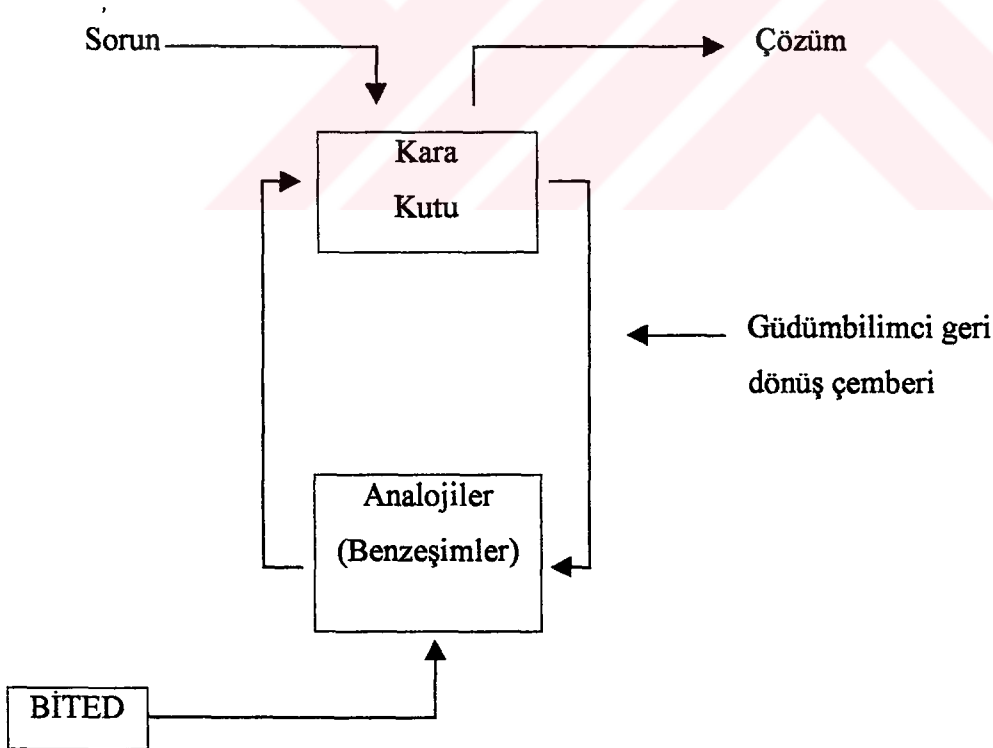 Sorun
Çözüm
Kara
Kutu
Güdümbilimci geri
dönüş çemberi
Analojiler
(Benzeşimler)
BİTED